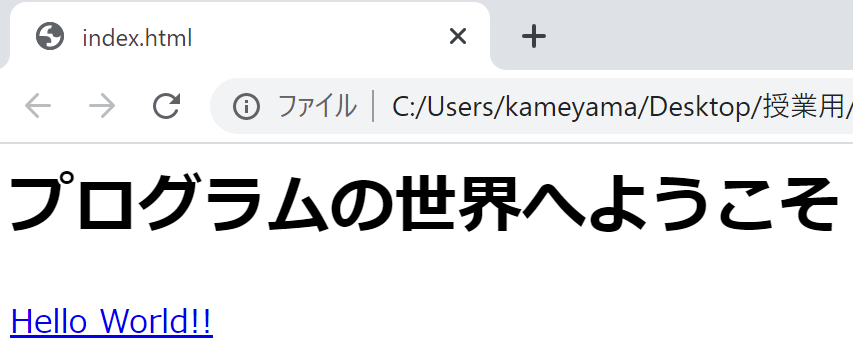 index.html
ファイル C:/Users/kameyama/Desktop/授業用/
プログラムの世界へようこそ
Hello World!!